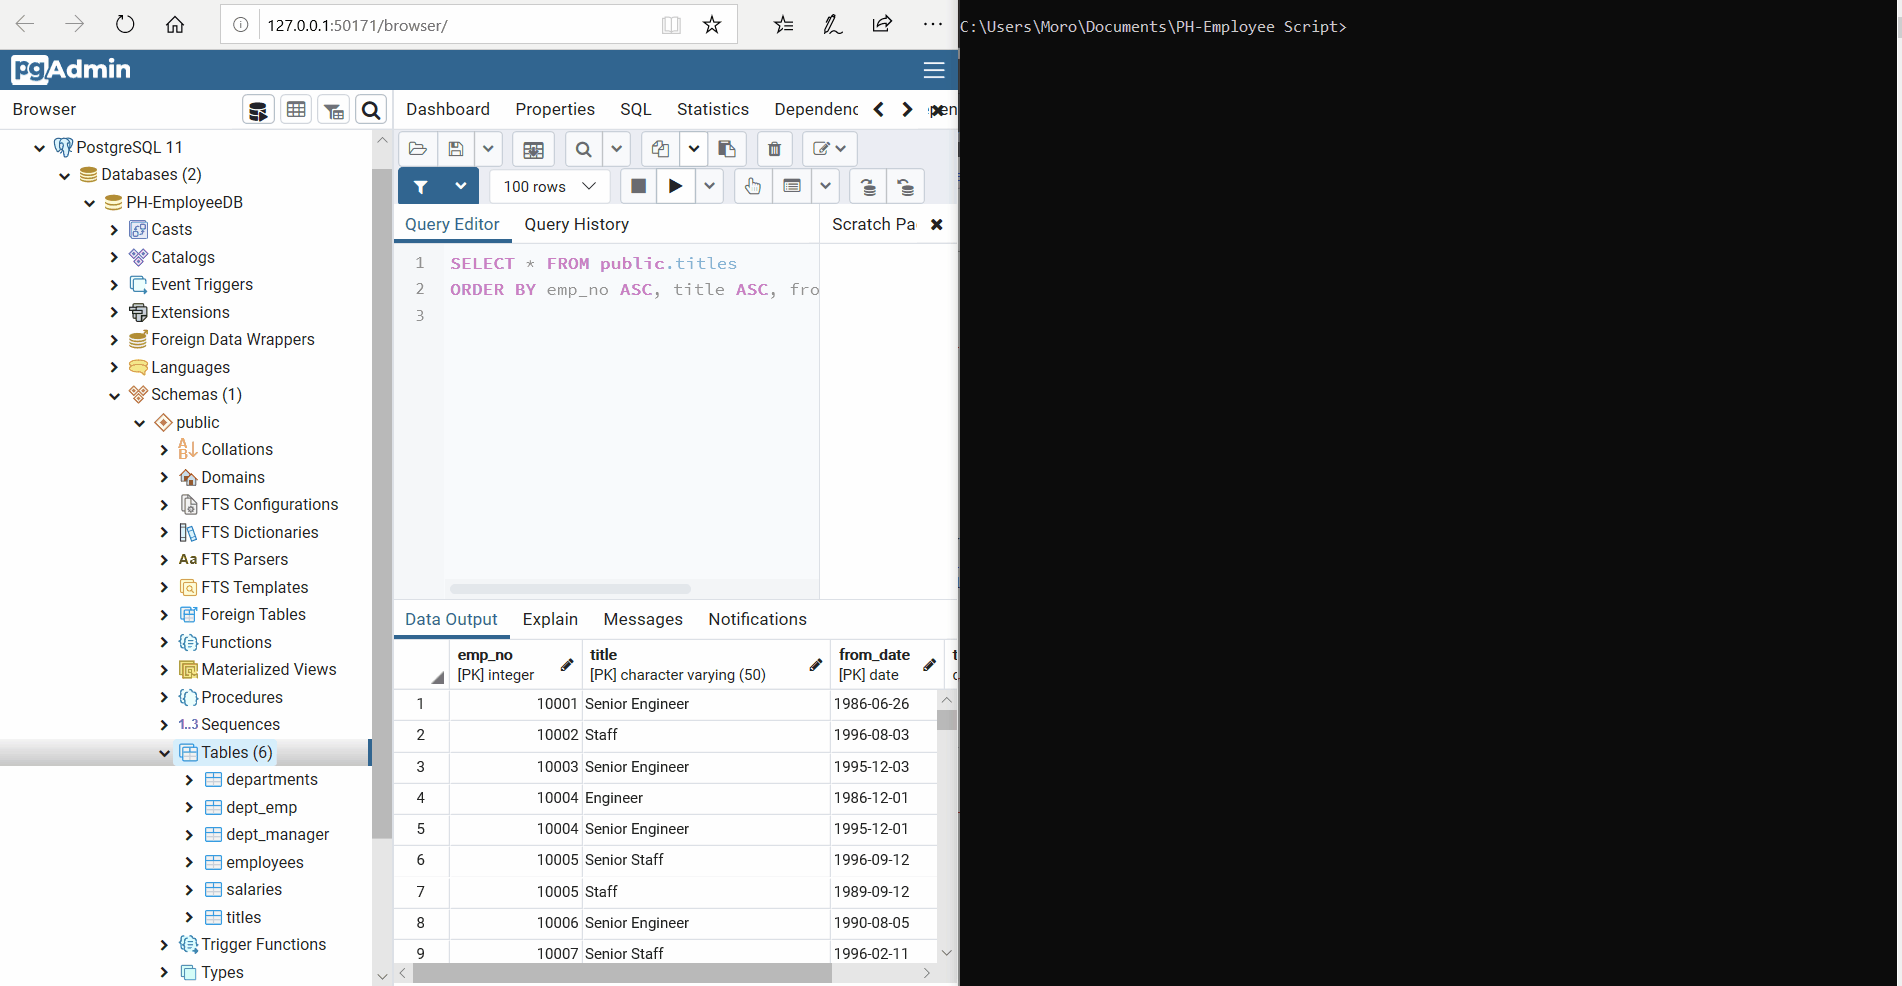 127.0.0.1:50171/browser/
pgAdmin
Browser
PostgreSQL 11
Databases (2)
PH-EmployeeDB
Casts
Catalogs
Event Triggers
Extensions
Foreign Data Wrappers
Languages
Schemas (1)
public
Collations
Domains
FTS Configurations
FTS Dictionaries
Aa FTS Parsers
FTS Templates
Foreign Tables
Functions
Materialized Views
Procedures
1..3 Sequences
Tables (6)
departments
dept_emp
dept_manager
employees
salaries
titles
Trigger Functions
Types
Dashboard Properties SQL Statistics Dependenc
100 rows
Query Editor Query History Scratch Pa
1 SELECT * FROM public.titles
2 ORDER BY emp_no ASC, title ASC, fro
3
Data Output Explain Messages Notifications
emp_no title from_date
[PK] integer [PK] character varying (50) [PK] date
1 10001 Senior Engineer 1986-06-26
2 10002 Staff 1996-08-03
3 10003 Senior Engineer 1995-12-03
4 10004 Engineer 1986-12-01
5 10004 Senior Engineer 1995-12-01
6 10005 Senior Staff 1996-09-12
7 10005 Staff 1989-09-12
8 10006 Senior Engineer 1990-08-05
9 10007 Senior Staff 1996-02-11
C:\Users\Moro\Documents\PH-Employee Script>